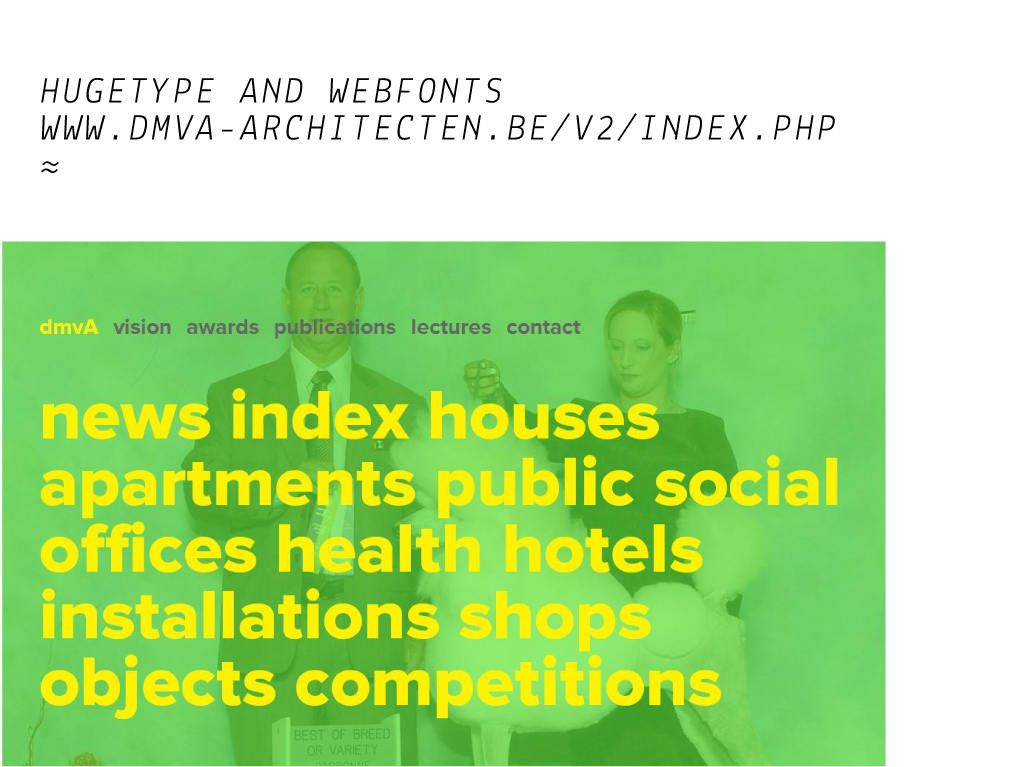 HUGETYPE AND WEBFONTS
WWW.DMVA-ARCHITECTEN.BE/V2/INDEX.PHP
≈
dmvA vision awards publications lectures contact
news index houses
apartments public social
offices health hotels
installations shops
objects competitions
BEST OF BREED
OR VARIETY